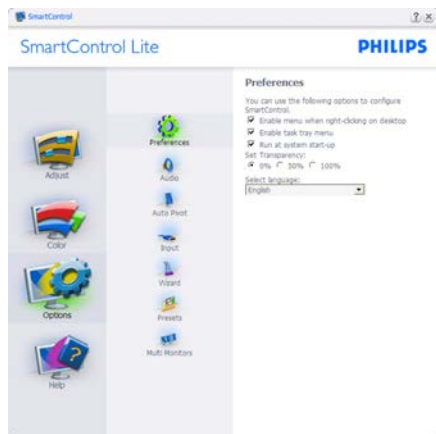 SmartControl
SmartControl Lite
PHILIPS
Adjust
Color
Options
Help
Preferences
Audio
Auto Pivot
Input
Wizard
Presets
Multi Monitors
Preferences
You can use the following options to configure
SmartControl.
Enable menu when right-clicking on desktop
Enable task tray menu
Run at system start-up
Set Transparency:
0% 50% 100%
Select language:
English